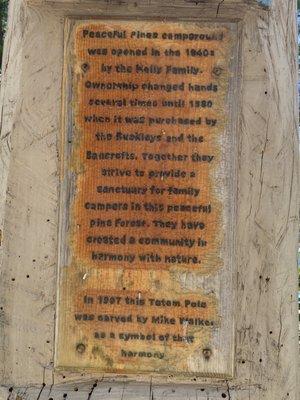 Peaceful Pines campground
was opened in the 1940s
by the Kelly Family.
Ownership changed hands
several times until 1980
when it was purchased by
the Buckleys and the
Bancrofts. Together they
strive to provide a
sanctuary for family
campers in this peaceful
pine Forest. They have
created a community in
harmony with nature.
In 1997 this Totem Pole
was carved by Mike Walker
as a symbol of that
harmony